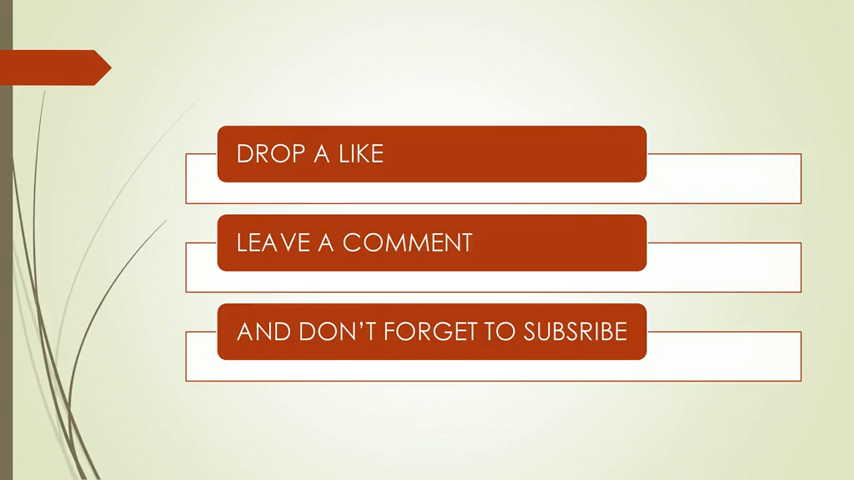 DROP A LIKE
LEAVE A COMMENT
AND DON’T FORGET TO SUBSRIBE